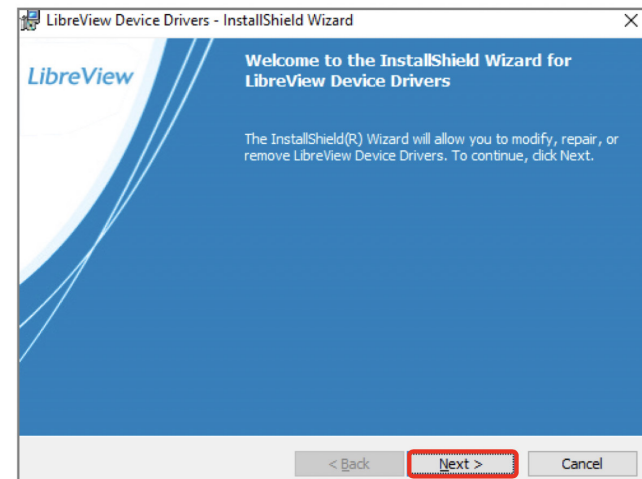 LibreView Device Drivers - InstallShield Wizard
LibreView
Welcome to the InstallShield Wizard for
LibreView Device Drivers
The InstallShield(R) Wizard will allow you to modify, repair, or
remove LibreView Device Drivers. To continue, click Next.
< Back
Next >
Cancel